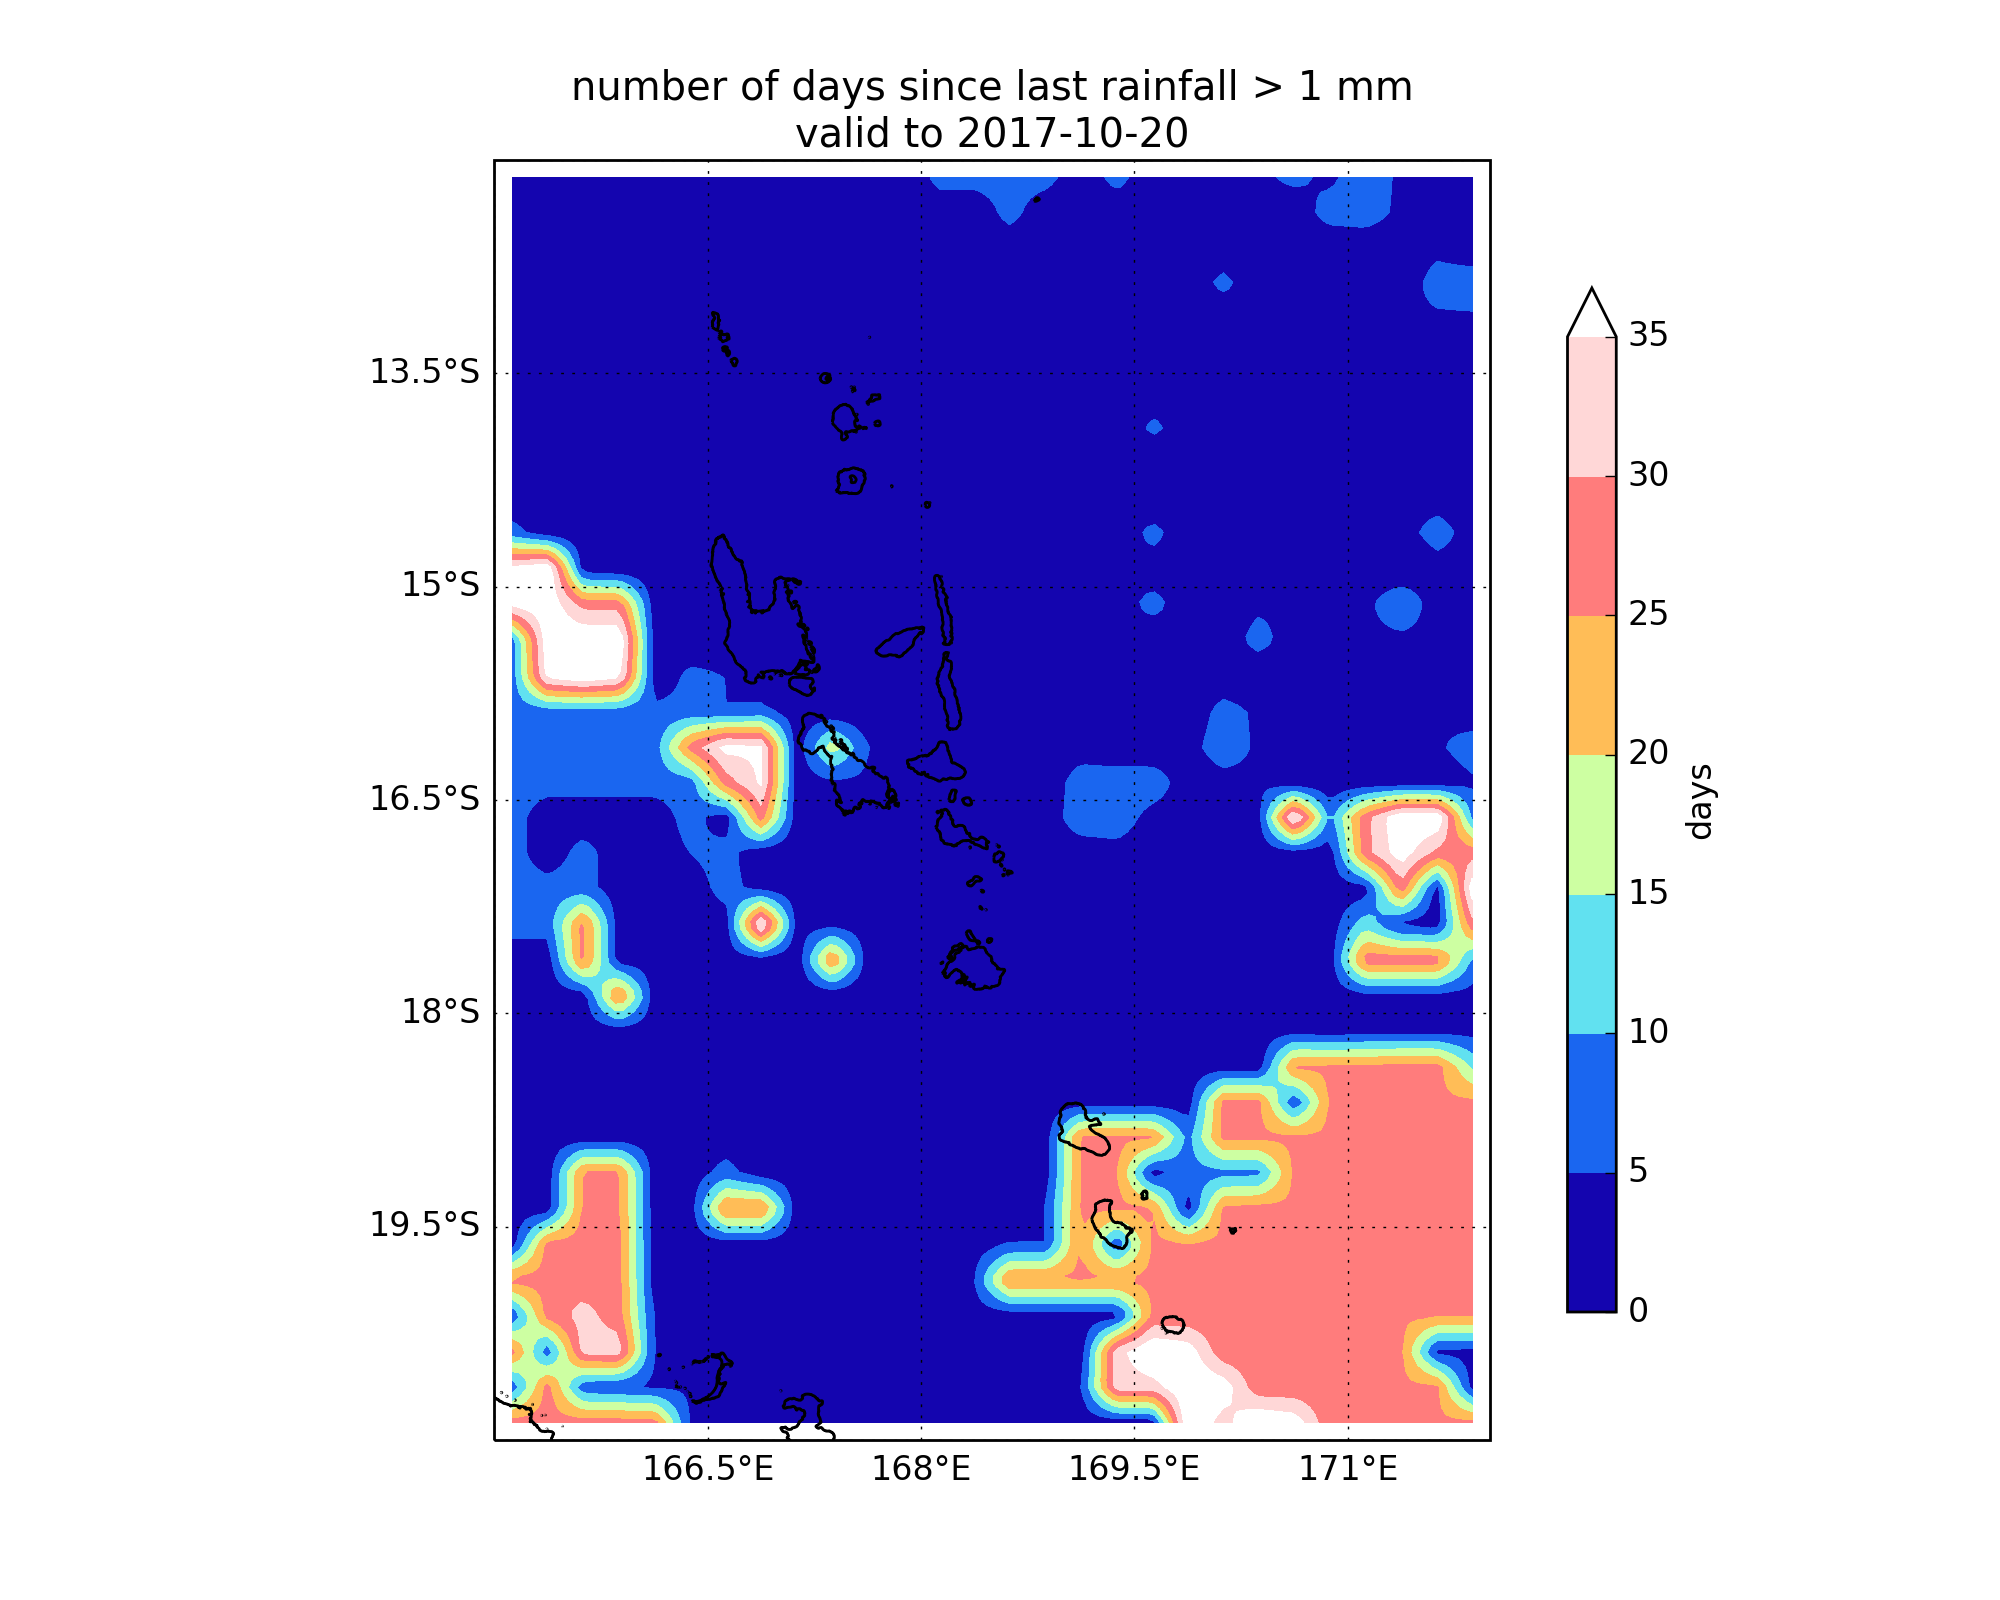 number of days since last rainfall > 1 mm
valid to 2017-10-20
13.5°S
15°S
16.5°S
18°S
19.5°S
166.5°E
168°E
169.5°E
171°E
35
30
25
20
15
10
5
0
days